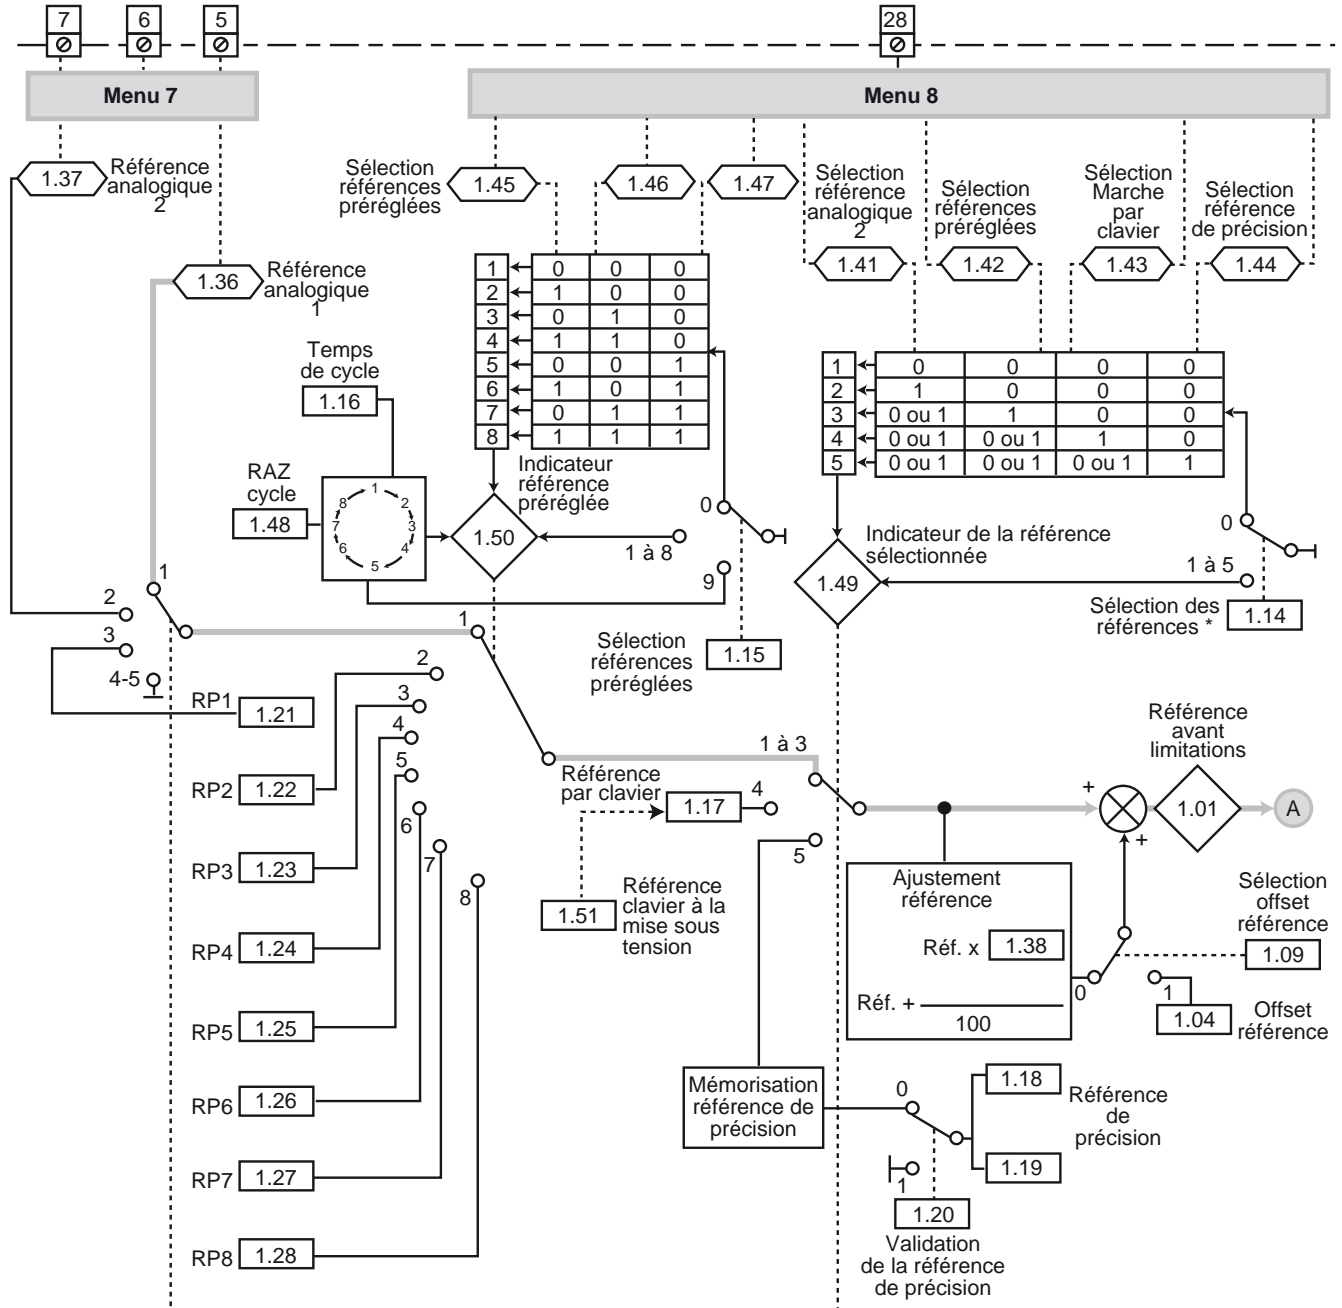 7 6 5 28
Menu 7 Menu 8
1.37
Référence
analogique
2
1.36
Référence
analogique
1
Sélection
références
préréglées
1.45
1.46
1.47
Sélection
référence
analogique
2
1.41
Sélection
références
préréglées
1.42
Sélection
Marche
par
clavier
1.43
Sélection
référence
de précision
1.44
1 0 0 0
2 1 0 0
3 0 1 0
4 1 1 0
5 0 0 1
6 1 0 1
7 0 1 1
8 1 1 1
1 0 0 0 0
2 1 0 0 0
3 0 ou 1 1 0 0
4 0 ou 1 0 ou 1 1 0
5 0 ou 1 0 ou 1 0 ou 1 1
Temps
de cycle
1.16
RAZ
cycle
1.48
1
2
3
4
5
6
7
8
Indicateur
référence
préréglée
1.50
0
1 à 8
9
Sélection
références
préréglées
1.15
Indicateur de la référence
sélectionnée
1.49
0
1 à 5
Sélection des
références *
1.14
1
2
3
4-5
1
2
3
4
5
6
7
8
RP1 1.21
RP2 1.22
RP3 1.23
RP4 1.24
RP5 1.25
RP6 1.26
RP7 1.27
RP8 1.28
1 à 3
Référence
par clavier
1.17
4
5
1.51
Référence
clavier à la
mise sous
tension
Référence
avant
limitations
+
+
1.01
A
Ajustement
référence
Réf. x 1.38
Réf. +
100
0
1
Sélection
offset
référence
1.09
1.04
Offset
référence
Mémorisation
référence de
précision
0
1
1.18
1.19
Référence
de
précision
1.20
Validation
de la référence
de précision